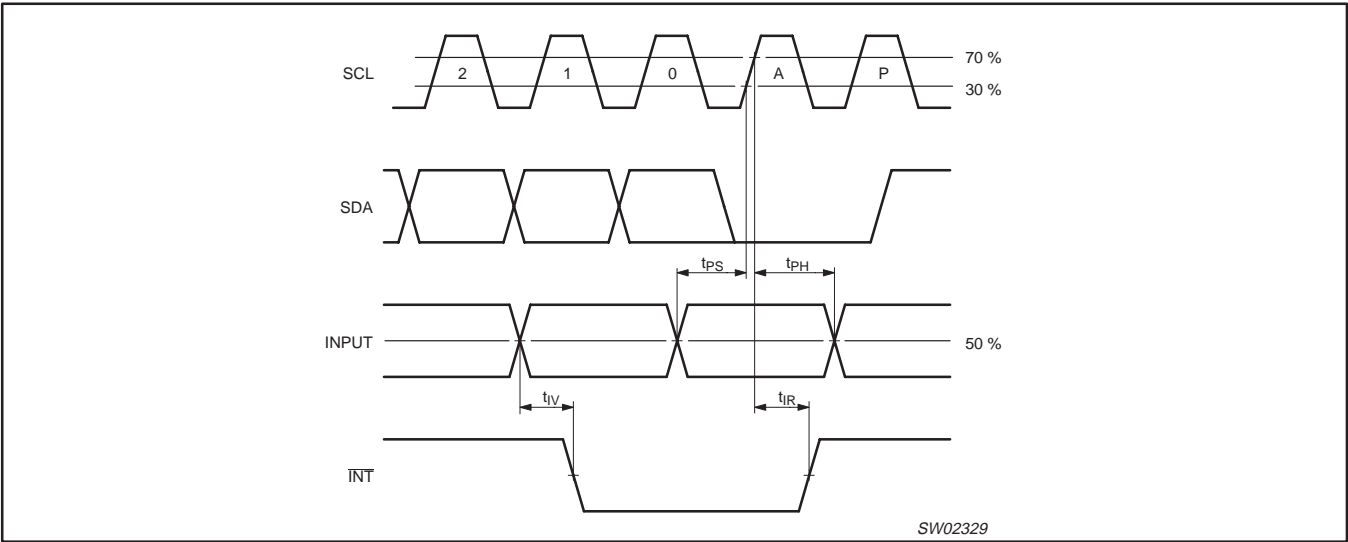 SCL
2
1
0
A
P
70 %
30 %
SDA
tPS
tPH
INPUT
50 %
tIV
tIR
INT
SW02329